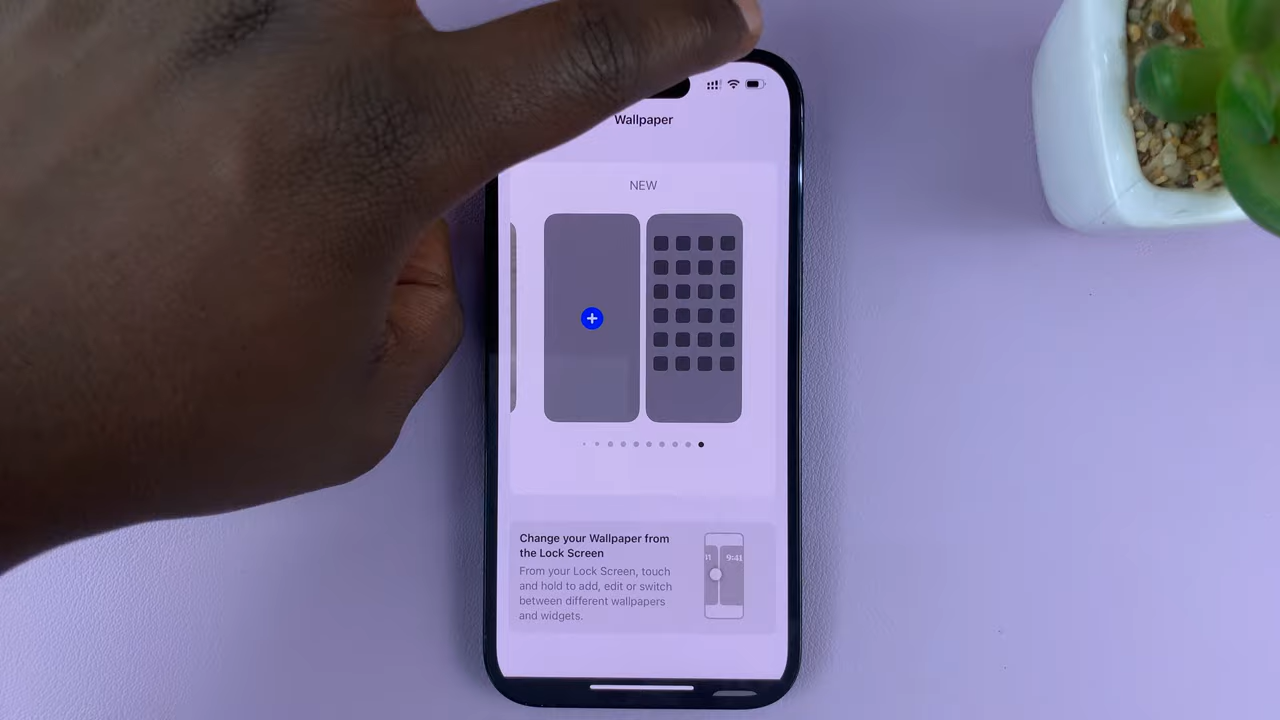 Wallpaper
NEW
Change your Wallpaper from
the Lock Screen
From your Lock Screen, touch
and hold to add, edit or switch
between different wallpapers
and widgets.
9:41